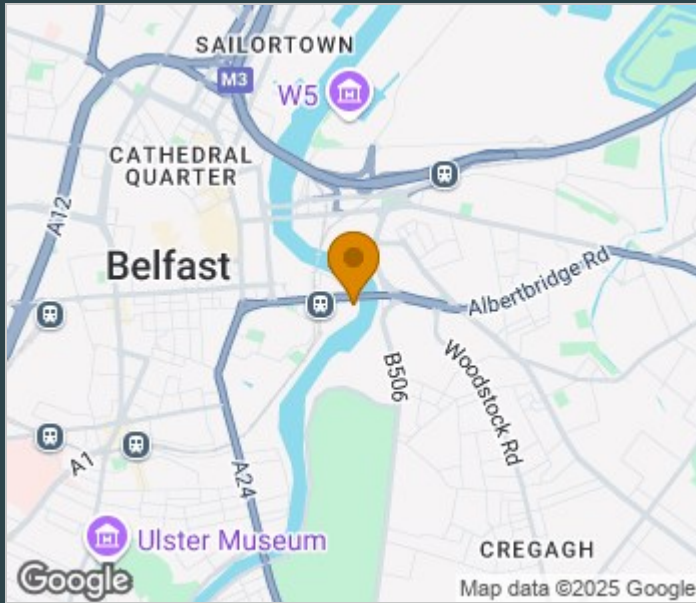 SAILORTOWN
M3
W5
CATHEDRAL
QUARTER
A12
Belfast
Albertbridge Rd
B506
Woodstock Rd
A1
A24
Ulster Museum
CREGAGH
Google
Map data ©2025 Google